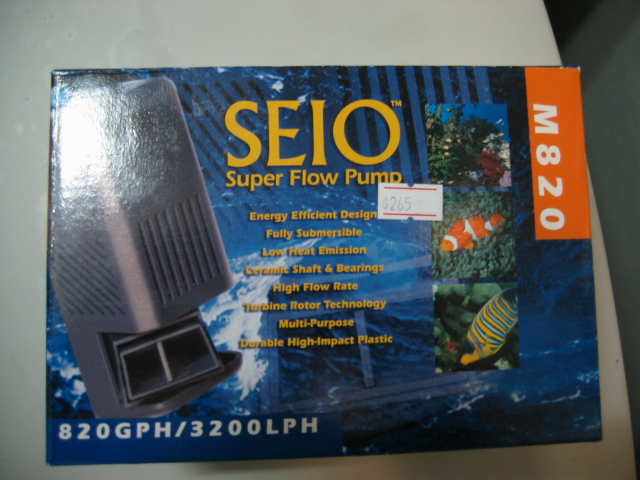 SEIO™
Super Flow Pump
M820
$265
Energy Efficient Design
Fully Submersible
Low Heat Emission
Ceramic Shaft & Bearings
High Flow Rate
Turbine Rotor Technology
Multi-Purpose
Durable High-Impact Plastic
820GPH/3200LPH